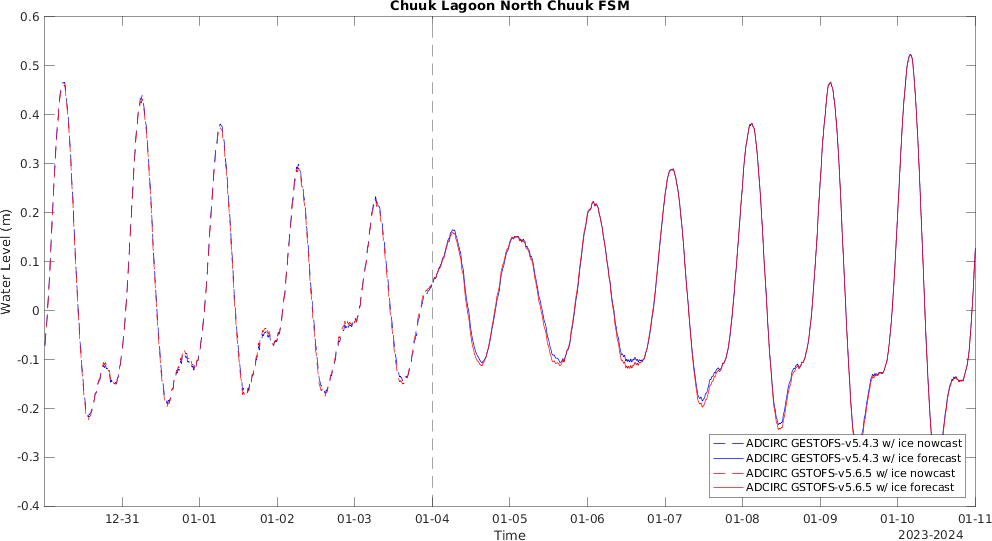 Chuuk Lagoon North Chuuk FSM
0.6
0.5
0.4
0.3
0.2
0.1
0
-0.1
-0.2
-0.3
-0.4
Water Level (m)
ADCIRC GESTOFS-v5.4.3 w/ ice nowcast
ADCIRC GESTOFS-v5.4.3 w/ ice forecast
ADCIRC GSTOFS-v5.6.5 w/ ice nowcast
ADCIRC GSTOFS-v5.6.5 w/ ice forecast
12-31 01-01 01-02 01-03 01-04 01-05 01-06 01-07 01-08 01-09 01-10 01-11
Time
2023-2024